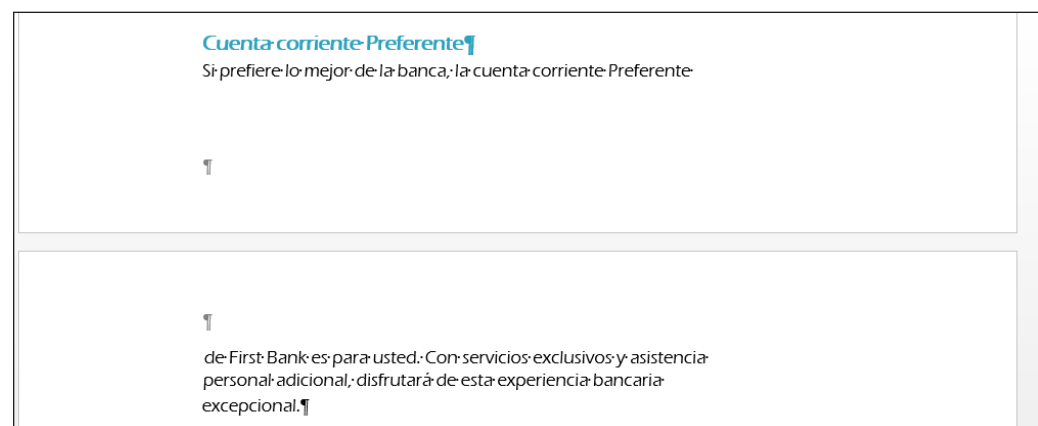 Cuenta corriente Preferente¶
Si prefiere lo mejor de la banca, la cuenta corriente Preferente
¶
¶
de First Bank es para usted. Con servicios exclusivos y asistencia
personal adicional, disfrutará de esta experiencia bancaria
excepcional.¶